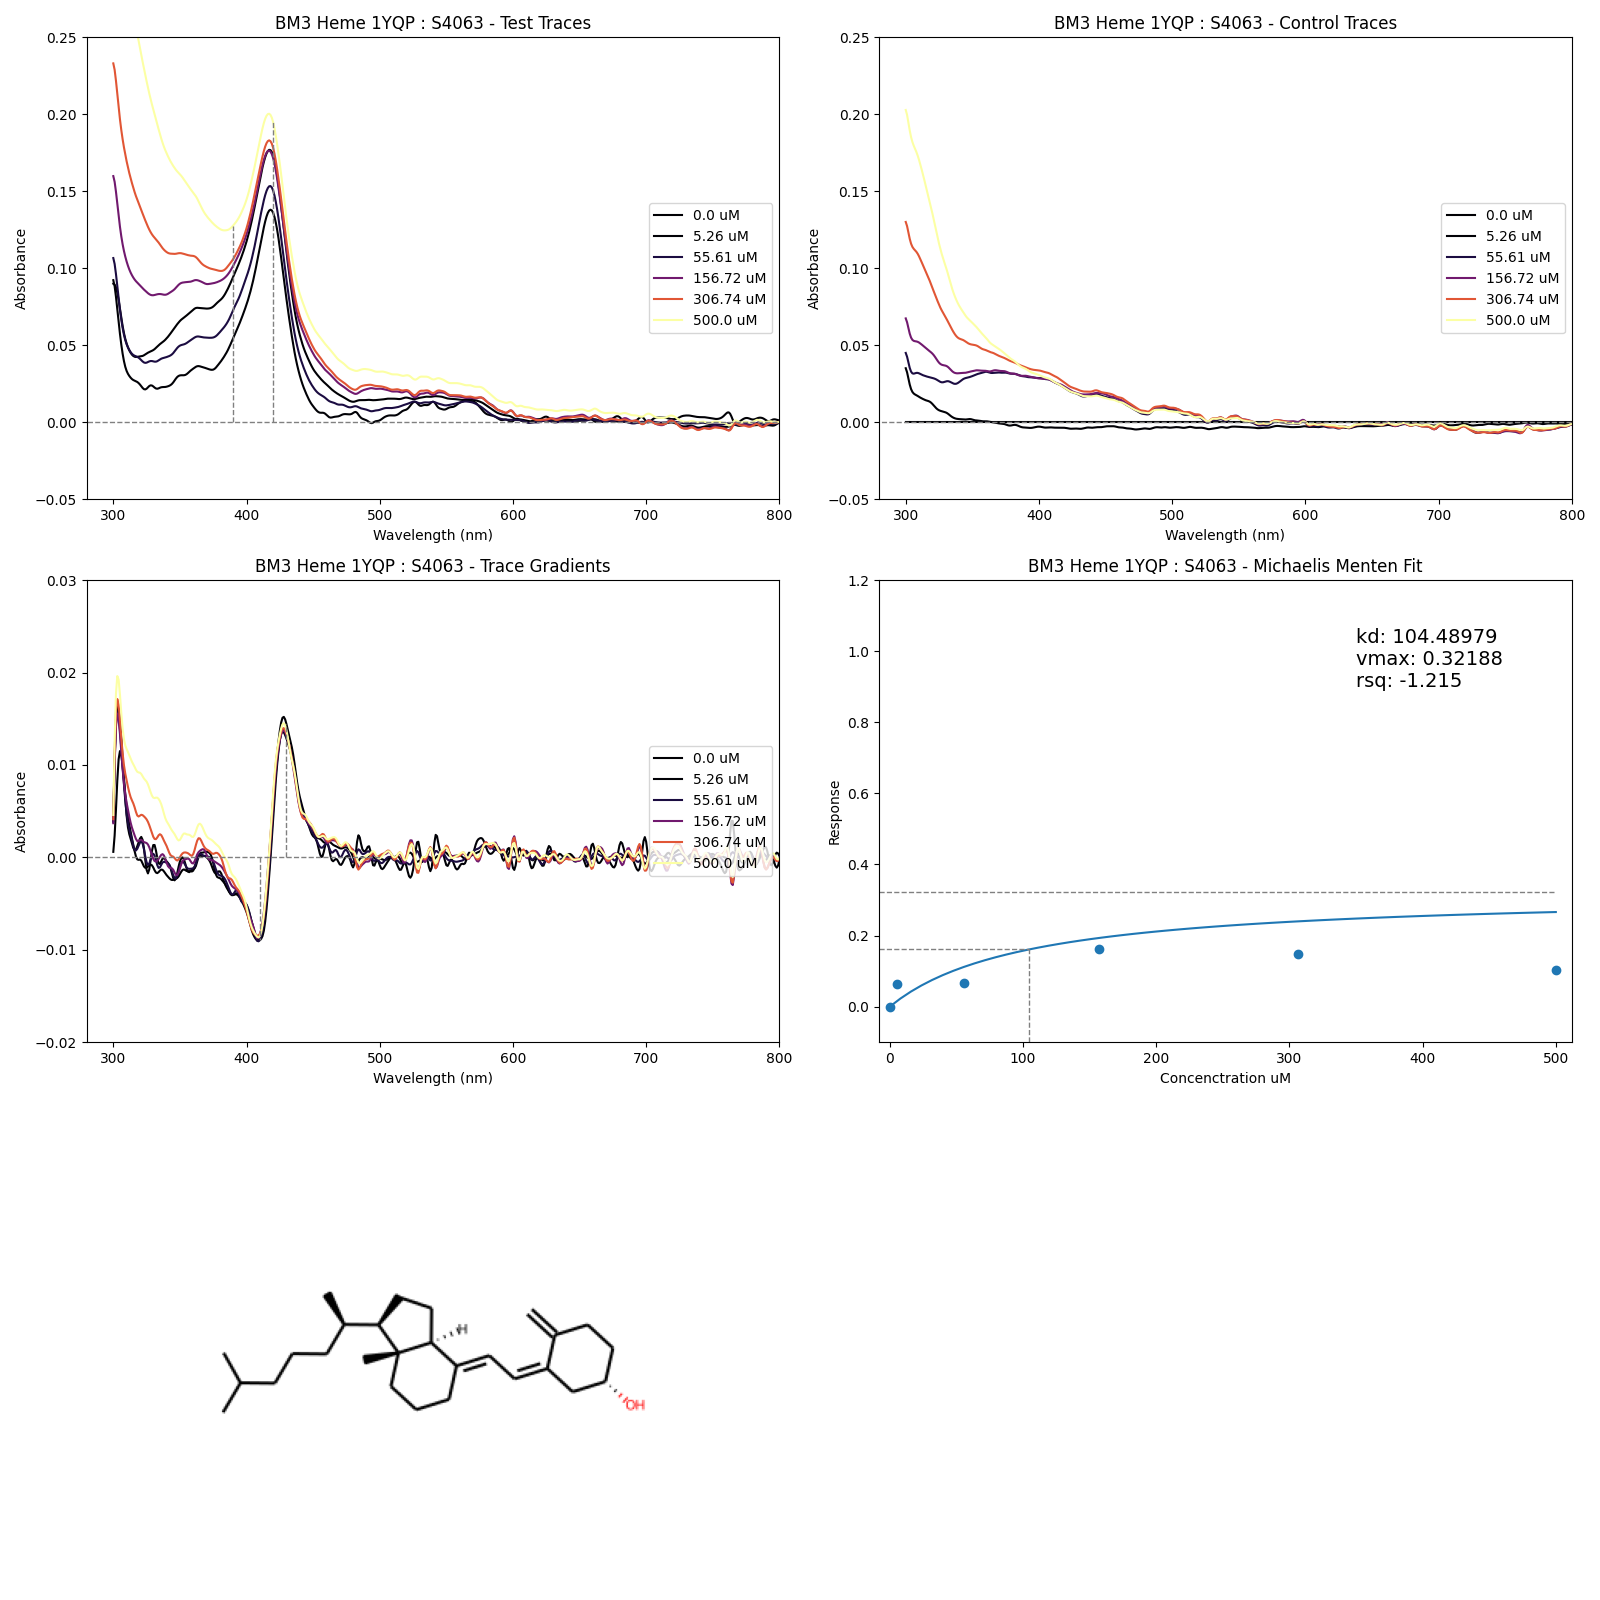 BM3 Heme 1YQP : S4063 - Test Traces
0.25
0.20
0.15
0.10
0.05
0.00
−0.05
Absorbance
300 400 500 600 700 800
Wavelength (nm)
0.0 uM
5.26 uM
55.61 uM
156.72 uM
306.74 uM
500.0 uM
BM3 Heme 1YQP : S4063 - Control Traces
0.25
0.20
0.15
0.10
0.05
0.00
−0.05
Absorbance
300 400 500 600 700 800
Wavelength (nm)
0.0 uM
5.26 uM
55.61 uM
156.72 uM
306.74 uM
500.0 uM
BM3 Heme 1YQP : S4063 - Trace Gradients
0.03
0.02
0.01
0.00
−0.01
−0.02
Absorbance
300 400 500 600 700 800
Wavelength (nm)
0.0 uM
5.26 uM
55.61 uM
156.72 uM
306.74 uM
500.0 uM
BM3 Heme 1YQP : S4063 - Michaelis Menten Fit
1.2
1.0
0.8
0.6
0.4
0.2
0.0
Response
0 100 200 300 400 500
Concenctration uM
kd: 104.48979
vmax: 0.32188
rsq: -1.215
H
OH